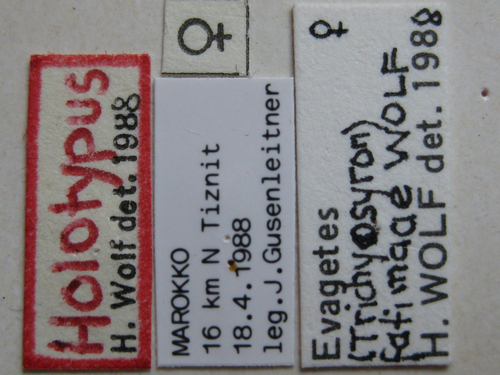 Holotypus
H. Wolf det. 1988
♀
MAROKKO
16 km N Tiznit
18.4.1988
leg. J. Gusenleitner
♀
Evagetes
(Trichyosyron)
fatimaae WOLF
H. WOLF det. 1988